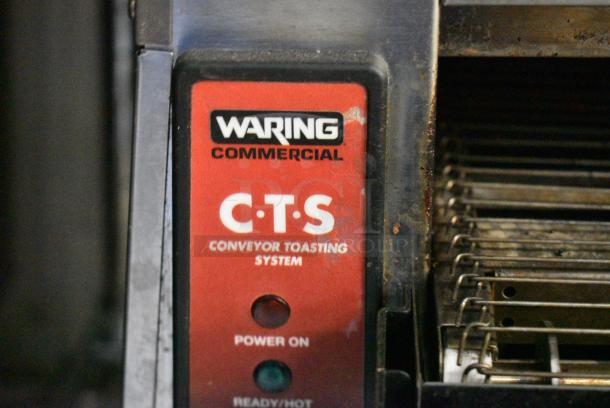 WARING
COMMERCIAL
C·T·S
CONVEYOR TOASTING
SYSTEM
POWER ON
READY/HOT